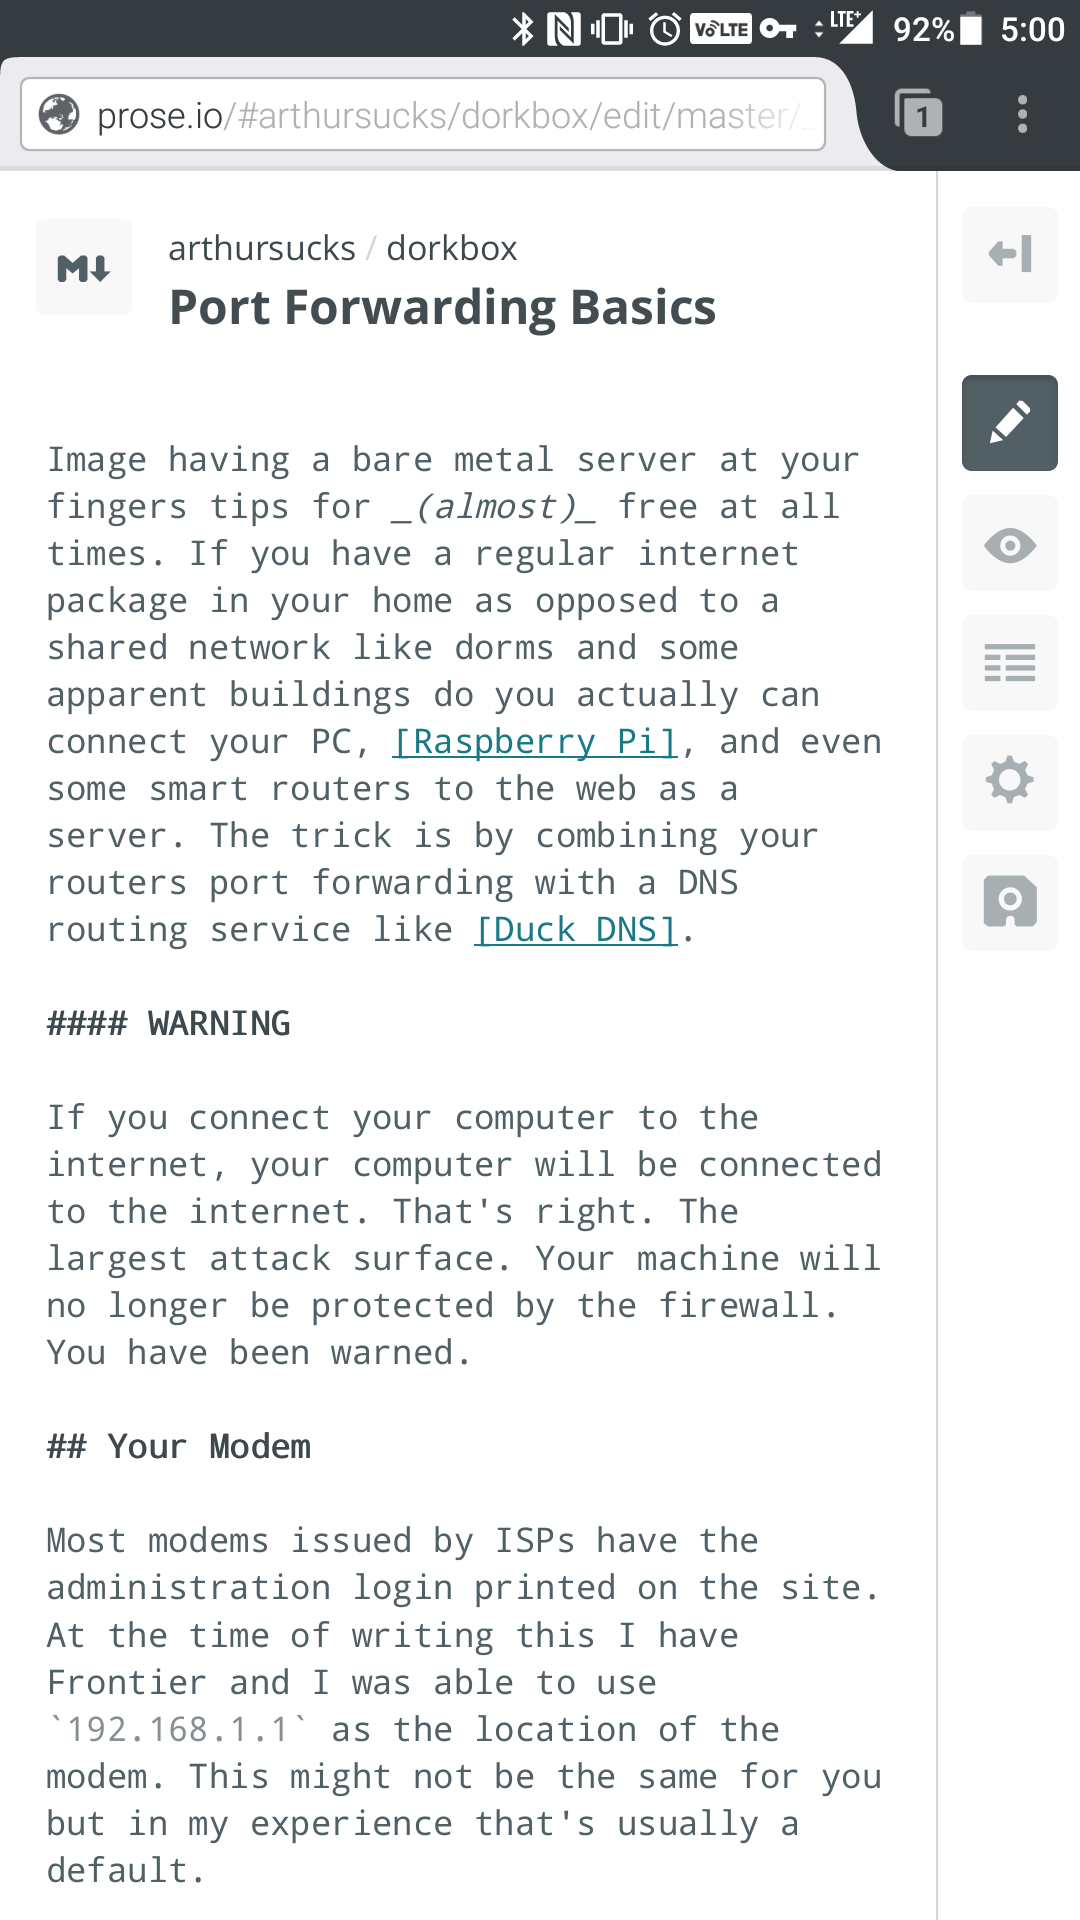 VoLTE LTE+ 92% 5:00
prose.io/#arthursucks/dorkbox/edit/master/_
1
M
arthursucks / dorkbox
Port Forwarding Basics
Image having a bare metal server at your
fingers tips for _(almost)_ free at all
times. If you have a regular internet
package in your home as opposed to a
shared network like dorms and some
apparent buildings do you actually can
connect your PC, [Raspberry Pi], and even
some smart routers to the web as a
server. The trick is by combining your
routers port forwarding with a DNS
routing service like [Duck DNS].
#### WARNING
If you connect your computer to the
internet, your computer will be connected
to the internet. That's right. The
largest attack surface. Your machine will
no longer be protected by the firewall.
You have been warned.
## Your Modem
Most modems issued by ISPs have the
administration login printed on the site.
At the time of writing this I have
Frontier and I was able to use
`192.168.1.1` as the location of the
modem. This might not be the same for you
but in my experience that's usually a
default.